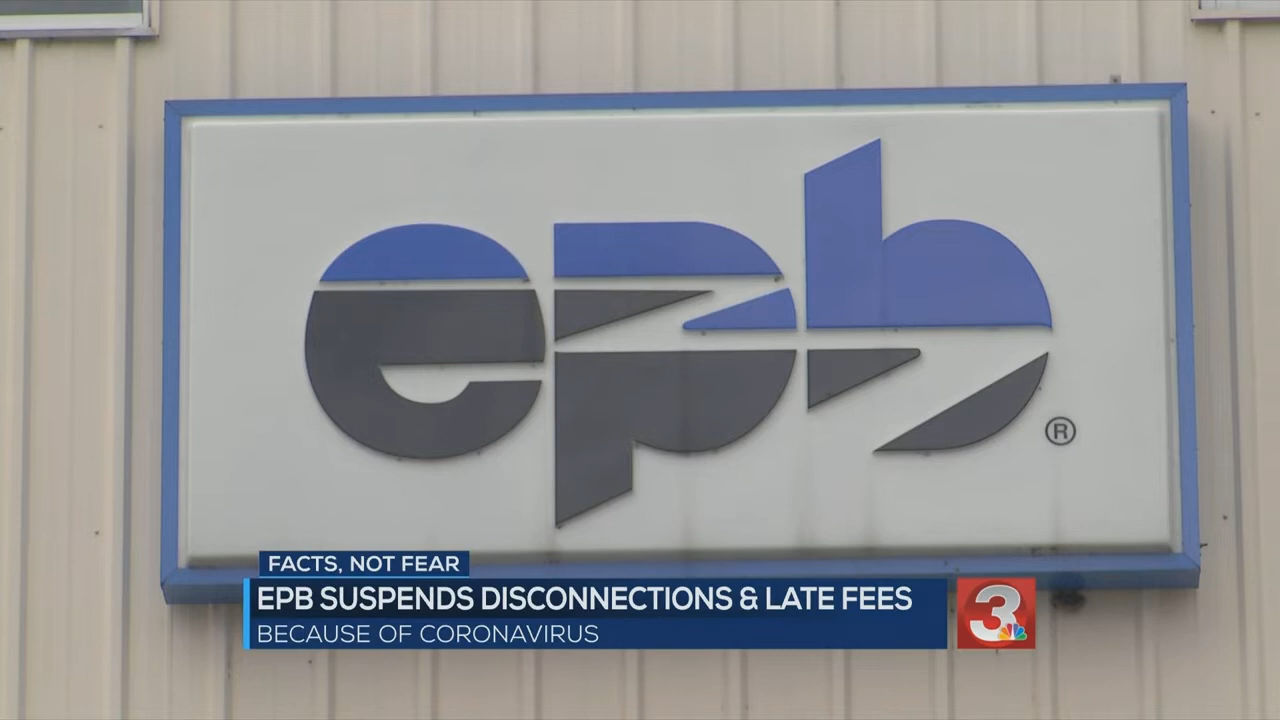 epb
®
FACTS, NOT FEAR
EPB SUSPENDS DISCONNECTIONS & LATE FEES
BECAUSE OF CORONAVIRUS
3